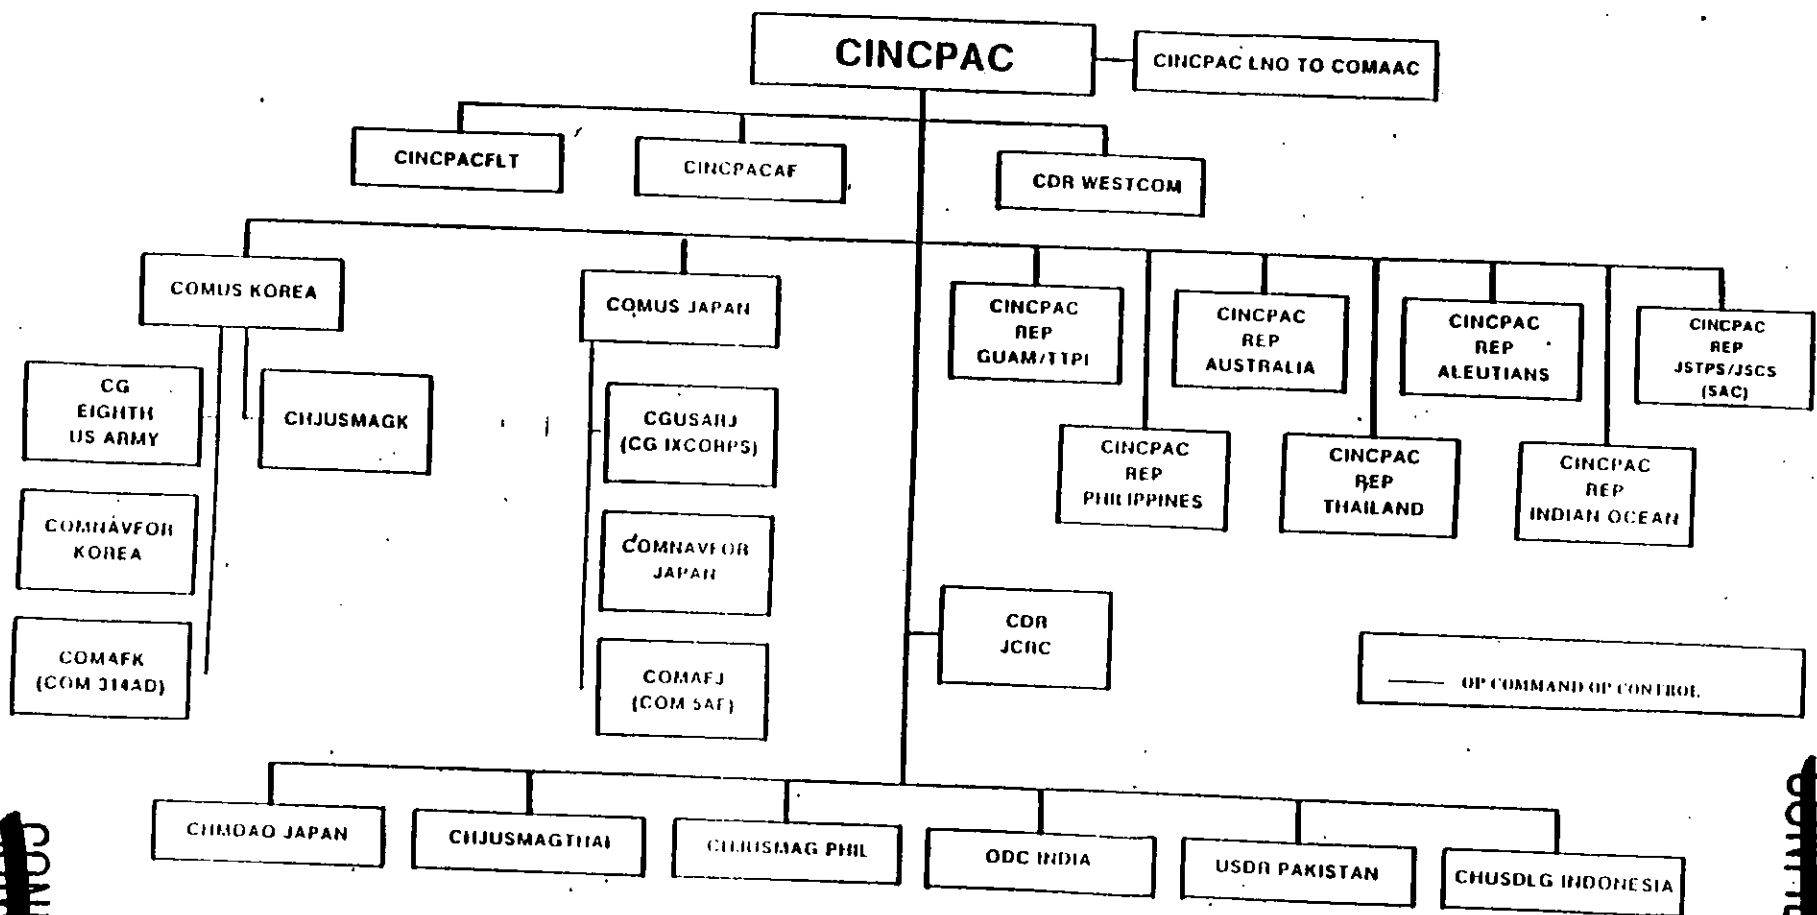 CINCPAC
CINCPAC LNO TO COMAAC
CINCPACFLT
CINCPACAF
CDR WESTCOM
COMUS KOREA
COMUS JAPAN
CINCPAC
REP
GUAM/TTPI
CINCPAC
REP
AUSTRALIA
CINCPAC
REP
ALEUTIANS
CINCPAC
REP
JSTPS/JSCS
(SAC)
CG
EIGHTH
US ARMY
CHJUSMAGK
CGUSARJ
(CG IXCORPS)
CINCPAC
REP
PHILIPPINES
CINCPAC
REP
THAILAND
CINCPAC
REP
INDIAN OCEAN
COMNAVFOR
KOREA
COMNAVFOR
JAPAN
CDR
JCRC
COMAFK
(COM 314AD)
COMAFJ
(COM 5AF)
OP COMMAND/OP CONTROL
CHMDAO JAPAN
CHJUSMAGTHAI
CHJUSMAG PHIL
ODC INDIA
USDR PAKISTAN
CHUSDLG INDONESIA